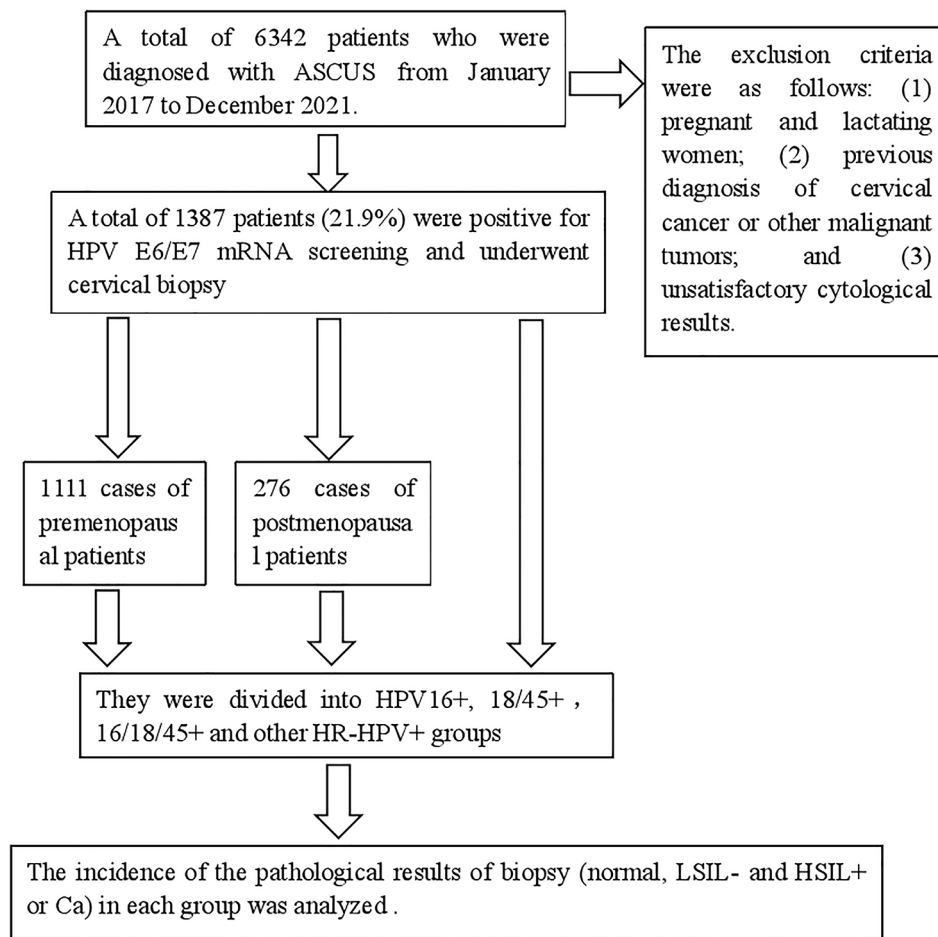 A total of 6342 patients who were
diagnosed with ASCUS from January
2017 to December 2021.
The exclusion criteria
were as follows: (1)
pregnant and lactating
women; (2) previous
diagnosis of cervical
cancer or other malignant
tumors; and (3)
unsatisfactory cytological
results.
A total of 1387 patients (21.9%) were positive for
HPV E6/E7 mRNA screening and underwent
cervical biopsy
1111 cases of
premenopaus
al patients
276 cases of
postmenopausa
l patients
They were divided into HPV16+, 18/45+ ,
16/18/45+ and other HR-HPV+ groups
The incidence of the pathological results of biopsy (normal, LSIL- and HSIL+
or Ca) in each group was analyzed .